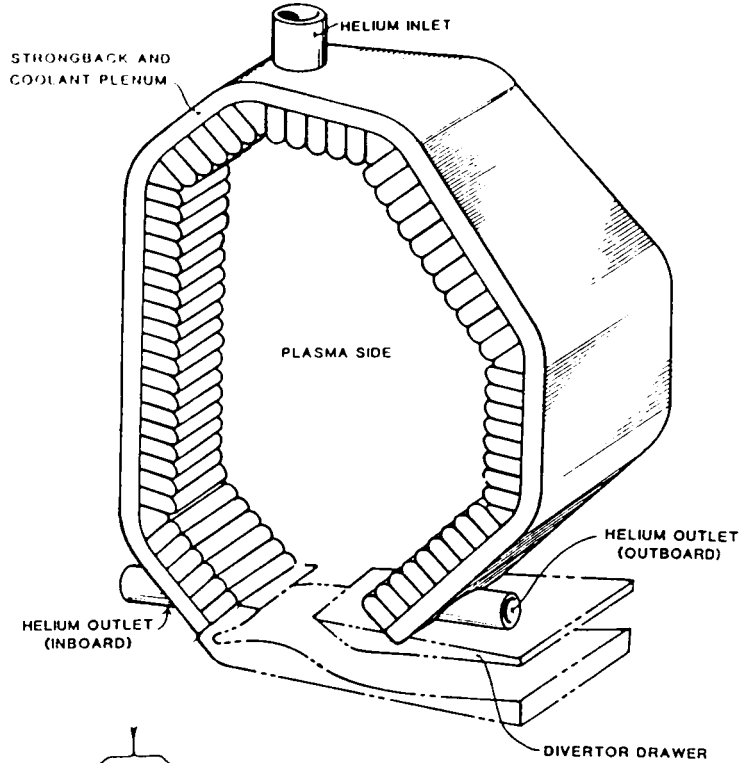 HELIUM INLET
STRONGBACK AND
COOLANT PLENUM
PLASMA SIDE
HELIUM OUTLET
(OUTBOARD)
HELIUM OUTLET
(INBOARD)
DIVERTOR DRAWER